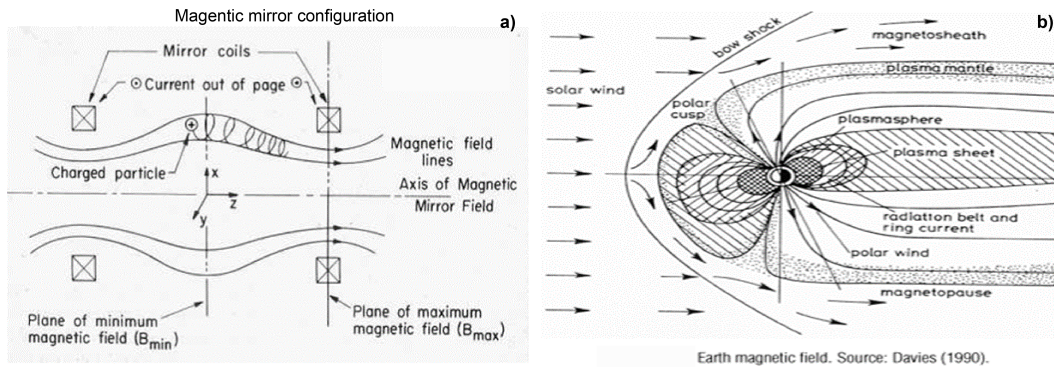 Magentic mirror configuration
a)
Mirror coils
Current out of page
Magnetic field
lines
Charged particle
x
Axis of Magnetic
Mirror Field
z
y
Plane of minimum
magnetic field (Bmin)
Plane of maximum
magnetic field (Bmax)
b)
bow shock
magnetosheath
plasma mantle
solar wind
polar
cusp
plasmasphere
plasma sheet
radiation belt and
ring current
polar wind
magnetopause
Earth magnetic field. Source: Davies (1990).